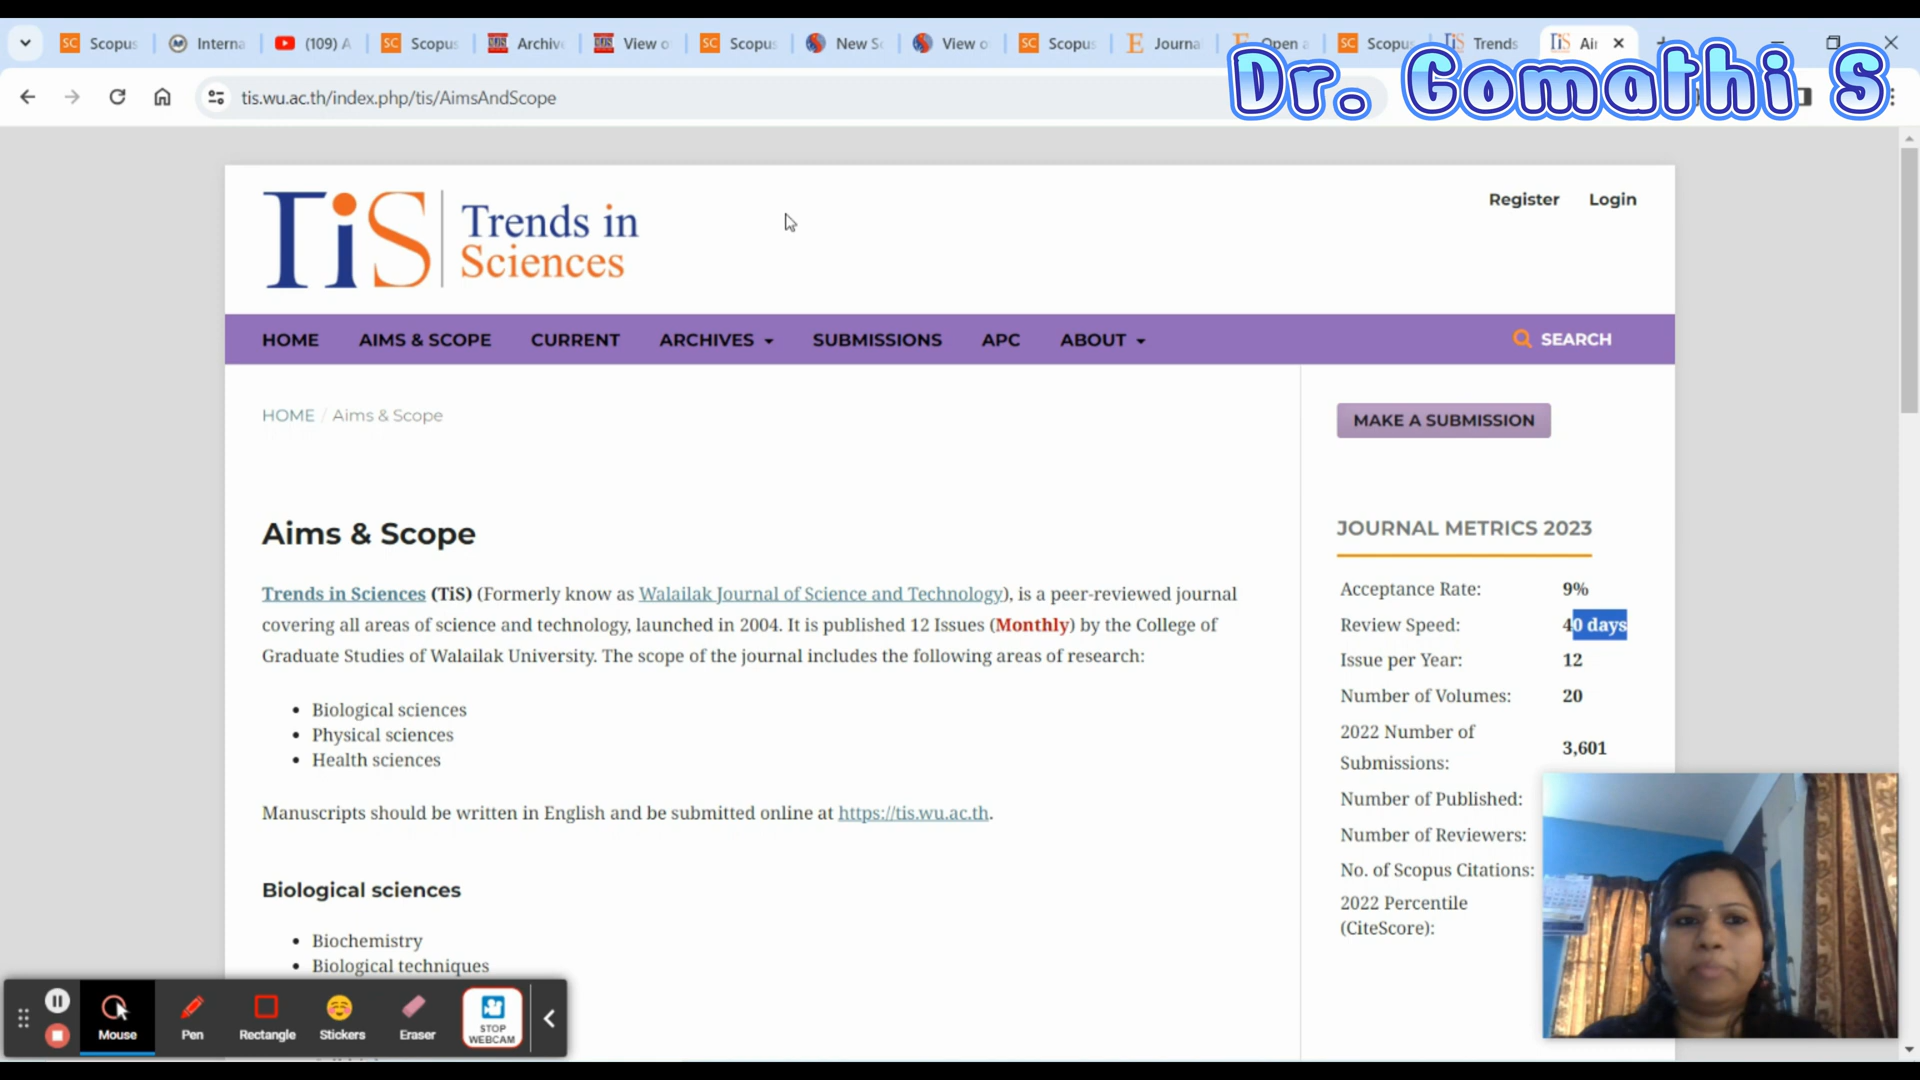 Scopus
Interna
(109) A
Scopus
Archive
View o
Scopus
New Sc
View o
Scopus
Journa
Open a
Scopu
Trends
Ai
Dr. Gomathi S
tis.wu.ac.th/index.php/tis/AimsAndScope
TiS
Trends in
Sciences
Register Login
HOME AIMS & SCOPE CURRENT ARCHIVES SUBMISSIONS APC ABOUT SEARCH
HOME / Aims & Scope
MAKE A SUBMISSION
Aims & Scope
Trends in Sciences (TiS) (Formerly know as Walailak Journal of Science and Technology), is a peer-reviewed journal
covering all areas of science and technology, launched in 2004. It is published 12 Issues (Monthly) by the College of
Graduate Studies of Walailak University. The scope of the journal includes the following areas of research:
• Biological sciences
• Physical sciences
• Health sciences
Manuscripts should be written in English and be submitted online at https://tis.wu.ac.th.
Biological sciences
• Biochemistry
• Biological techniques
JOURNAL METRICS 2023
Acceptance Rate: 9%
Review Speed: 40 days
Issue per Year: 12
Number of Volumes: 20
2022 Number of
Submissions: 3,601
Number of Published:
Number of Reviewers:
No. of Scopus Citations:
2022 Percentile
(CiteScore):
Mouse
Pen
Rectangle
Stickers
Eraser
STOP
WEBCAM